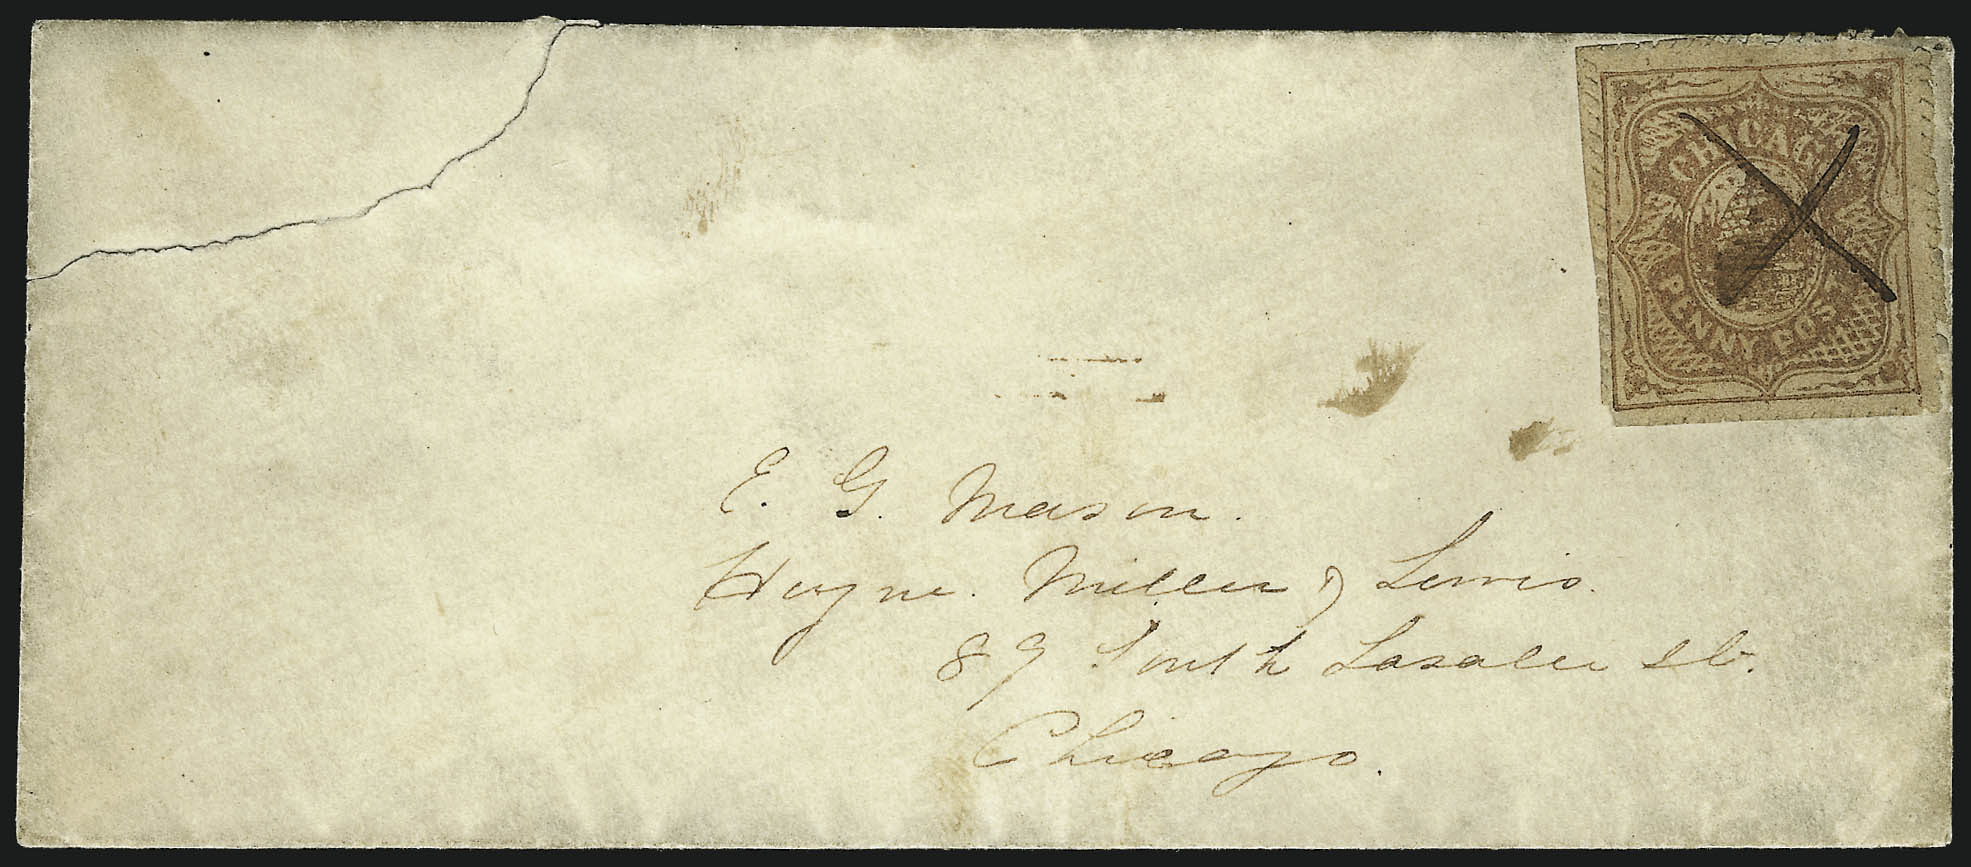 CHICAGO
PENNY POST
E. G. Mason.
Hoyne. Miller & Lewis.
89 South Lasalle st.
Chicago.